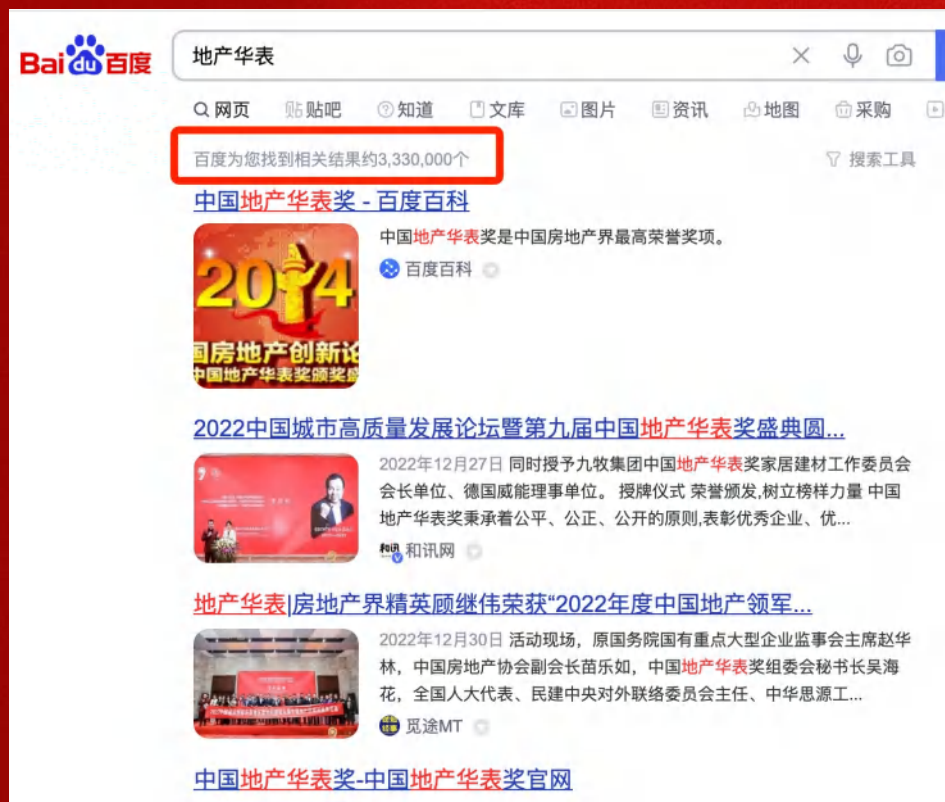 Bai du 百度
地产华表
网页 贴吧 知道 文库 图片 资讯 地图 采购
百度为您找到相关结果约3,330,000个
搜索工具
中国地产华表奖 - 百度百科
2014
国房地产创新论
中国地产华表奖颁奖盛
中国地产华表奖是中国房地产界最高荣誉奖项。
百度百科
2022中国城市高质量发展论坛暨第九届中国地产华表奖盛典圆...
2022年12月27日 同时授予九牧集团中国地产华表奖家居建材工作委员会
会长单位、德国威能理事单位。 授牌仪式 荣誉颁发,树立榜样力量 中国
地产华表奖秉承着公平、公正、公开的原则,表彰优秀企业、优...
和讯 和讯网
地产华表|房地产界精英顾继伟荣获“2022年度中国地产领军...
2022年12月30日 活动现场，原国务院国有重点大型企业监事会主席赵华
林，中国房地产协会副会长苗乐如，中国地产华表奖组委会秘书长吴海
花，全国人大代表、民建中央对外联络委员会主任、中华思源工...
觅途MT
中国地产华表奖-中国地产华表奖官网